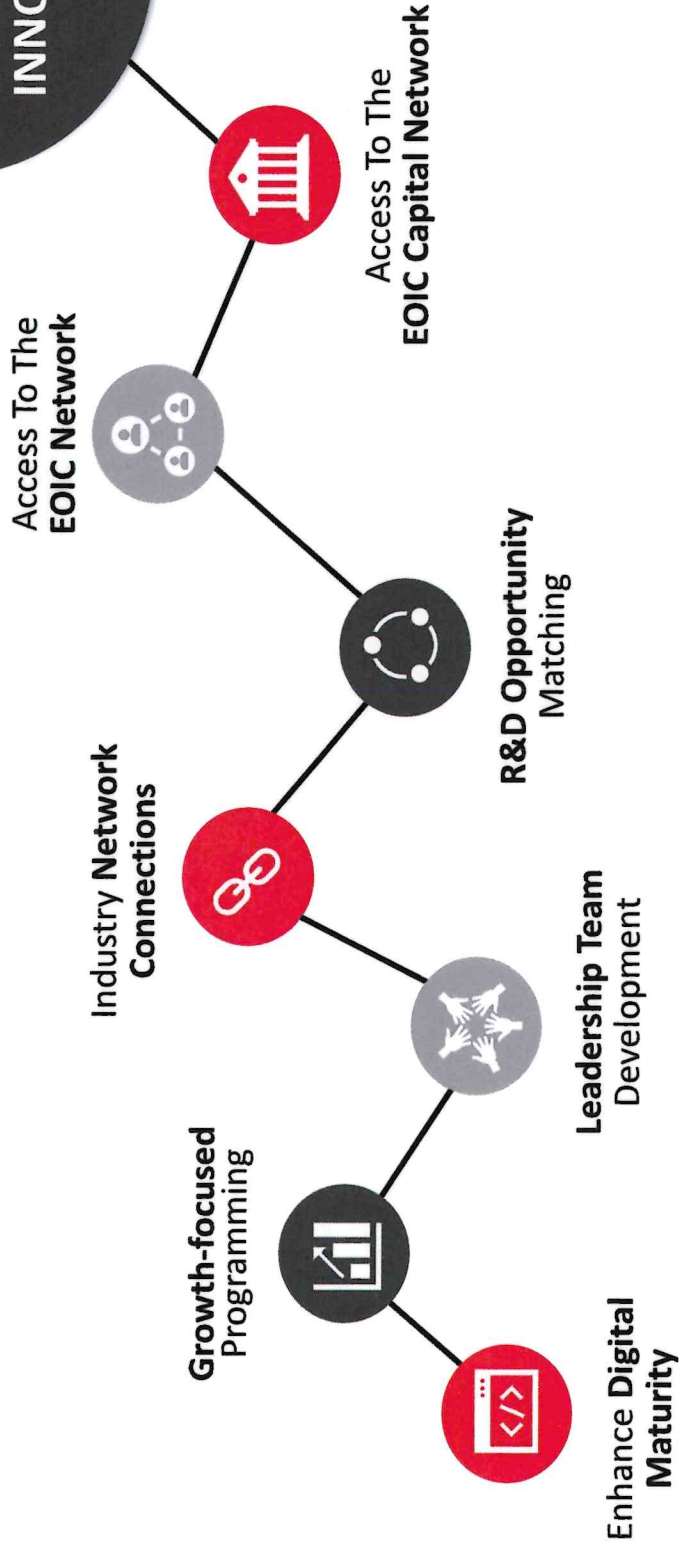 Enhance Digital
Maturity
Growth-focused
Programming
Leadership Team
Development
Industry Network
Connections
R&D Opportunity
Matching
Access To The
EOIC Network
Access To The
EOIC Capital Network